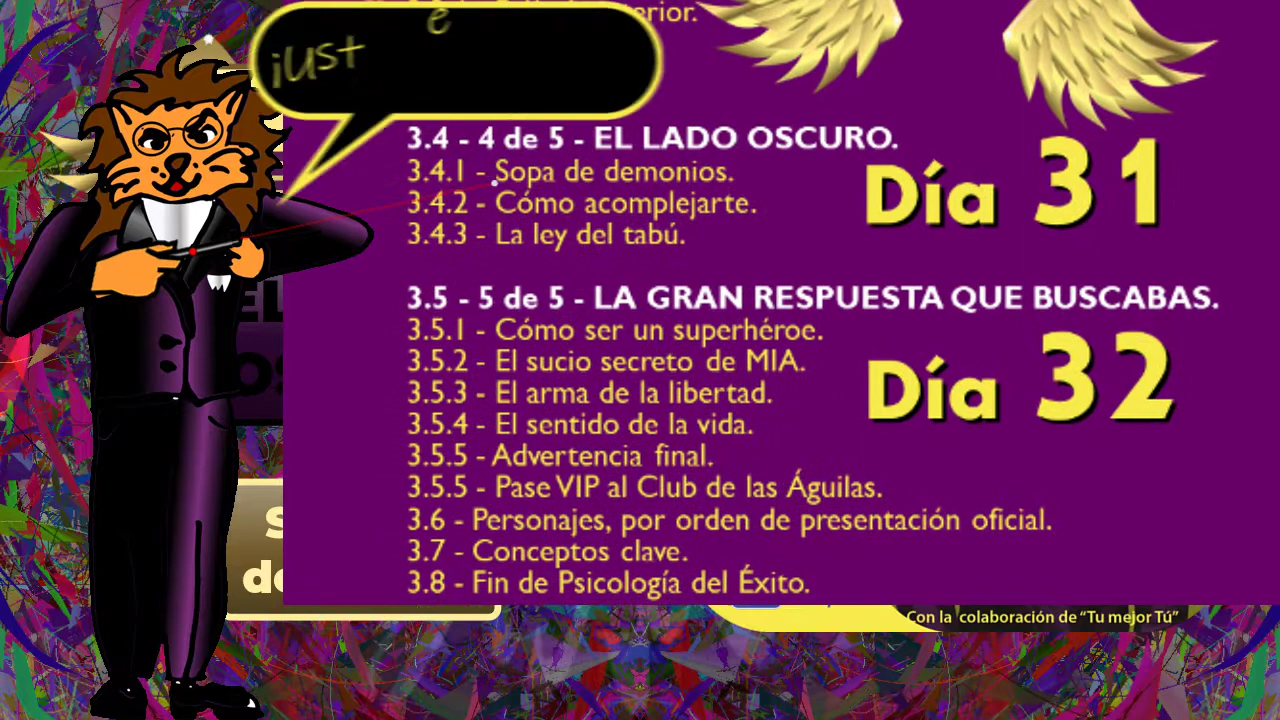 erior.
3.4 - 4 de 5 - EL LADO OSCURO.
3.4.1 - Sopa de demonios.
3.4.2 - Cómo acomplejarte.
3.4.3 - La ley del tabú.
Día 31
3.5 - 5 de 5 - LA GRAN RESPUESTA QUE BUSCABAS.
3.5.1 - Cómo ser un superhéroe.
3.5.2 - El sucio secreto de MIA.
3.5.3 - El arma de la libertad.
3.5.4 - El sentido de la vida.
3.5.5 - Advertencia final.
3.5.5 - Pase VIP al Club de las Águilas.
Día 32
3.6 - Personajes, por orden de presentación oficial.
3.7 - Conceptos clave.
3.8 - Fin de Psicología del Éxito.
Con la colaboración de "Tu mejor Tú"